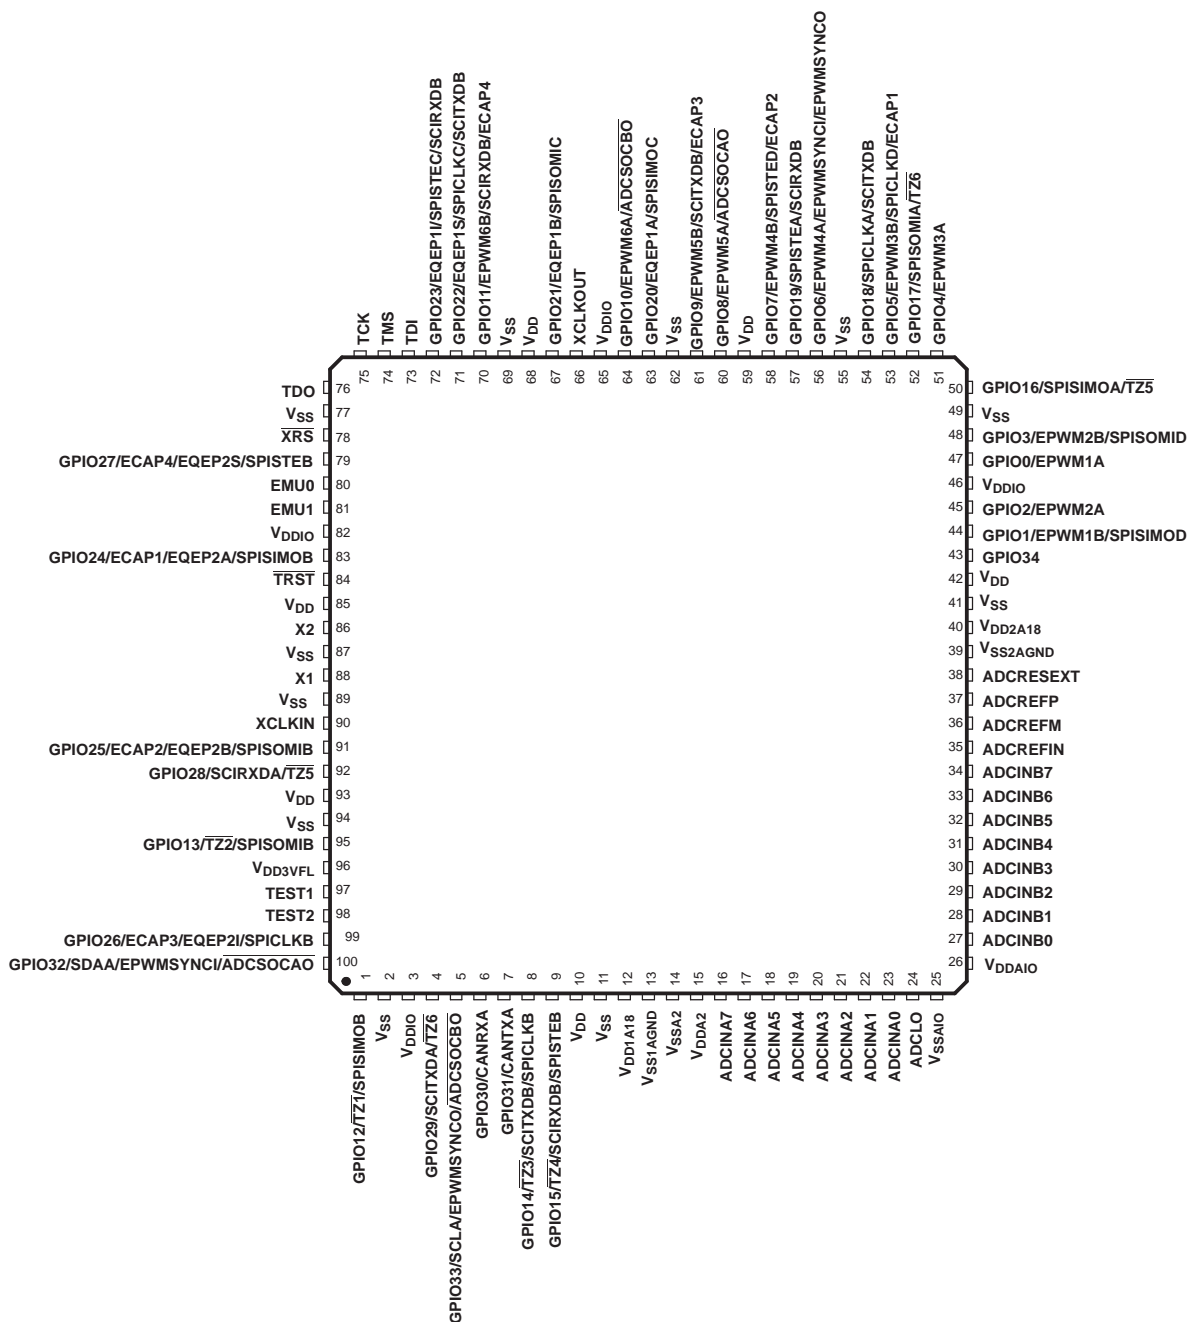 TCK
TMS
TDI
GPIO23/EQEP1I/SPISTEC/SCIRXDB
GPIO22/EQEP1S/SPICLKC/SCITXDB
GPIO11/EPWM6B/SCIRXDB/ECAP4
VSS
VDD
GPIO21/EQEP1B/SPISOMIC
XCLKOUT
VDDIO
GPIO10/EPWM6A/ADCSOCBO
GPIO20/EQEP1A/SPISIMOC
VSS
GPIO9/EPWM5B/SCITXDB/ECAP3
GPIO8/EPWM5A/ADCSOCAO
VDD
GPIO7/EPWM4B/SPISTED/ECAP2
GPIO19/SPISTEA/SCIRXDB
GPIO6/EPWM4A/EPWMSYNCI/EPWMSYNCO
VSS
GPIO18/SPICLKA/SCITXDB
GPIO5/EPWM3B/SPICLKD/ECAP1
GPIO17/SPISOMIA/TZ6
GPIO4/EPWM3A
75 74 73 72 71 70 69 68 67 66 65 64 63 62 61 60 59 58 57 56 55 54 53 52 51
TDO 76
VSS 77
XRS 78
GPIO27/ECAP4/EQEP2S/SPISTEB 79
EMU0 80
EMU1 81
VDDIO 82
GPIO24/ECAP1/EQEP2A/SPISIMOB 83
TRST 84
VDD 85
X2 86
VSS 87
X1 88
VSS 89
XCLKIN 90
GPIO25/ECAP2/EQEP2B/SPISOMIB 91
GPIO28/SCIRXDA/TZ5 92
VDD 93
VSS 94
GPIO13/TZ2/SPISOMIB 95
VDD3VFL 96
TEST1 97
TEST2 98
GPIO26/ECAP3/EQEP2I/SPICLKB 99
GPIO32/SDAA/EPWMSYNCI/ADCSOCAO 100
50 GPIO16/SPISIMOA/TZ5
49 VSS
48 GPIO3/EPWM2B/SPISOMID
47 GPIO0/EPWM1A
46 VDDIO
45 GPIO2/EPWM2A
44 GPIO1/EPWM1B/SPISIMOD
43 GPIO34
42 VDD
41 VSS
40 VDD2A18
39 VSS2AGND
38 ADCRESEXT
37 ADCREFP
36 ADCREFM
35 ADCREFIN
34 ADCINB7
33 ADCINB6
32 ADCINB5
31 ADCINB4
30 ADCINB3
29 ADCINB2
28 ADCINB1
27 ADCINB0
26 VDDAIO
1 2 3 4 5 6 7 8 9 10 11 12 13 14 15 16 17 18 19 20 21 22 23 24 25
GPIO12/TZ1/SPISIMOB
VSS
VDDIO
GPIO29/SCITXDA/TZ6
GPIO33/SCLA/EPWMSYNCO/ADCSOCBO
GPIO30/CANRXA
GPIO31/CANTXA
GPIO14/TZ3/SCITXDB/SPICLKB
GPIO15/TZ4/SCIRXDB/SPISTEB
VDD
VSS
VDD1A18
VSS1AGND
VSSA2
VDDA2
ADCINA7
ADCINA6
ADCINA5
ADCINA4
ADCINA3
ADCINA2
ADCINA1
ADCINA0
ADCLO
VSSAIO